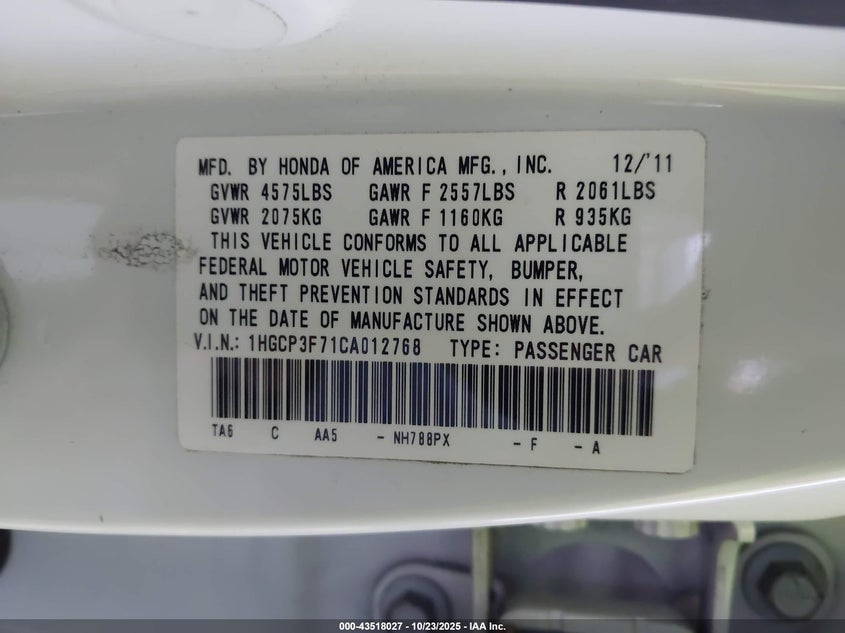 MFD. BY HONDA OF AMERICA MFG., INC. 12/'11
GVWR 4575LBS GAWR F 2557LBS R 2061LBS
GVWR 2075KG GAWR F 1160KG R 935KG
THIS VEHICLE CONFORMS TO ALL APPLICABLE
FEDERAL MOTOR VEHICLE SAFETY, BUMPER,
AND THEFT PREVENTION STANDARDS IN EFFECT
ON THE DATE OF MANUFACTURE SHOWN ABOVE.
V.I.N.: 1HGCP3F71CA012768 TYPE: PASSENGER CAR
TA6 C AA5 - NH788PX - F - A
000-43518027 - 10/23/2025 - IAA Inc.